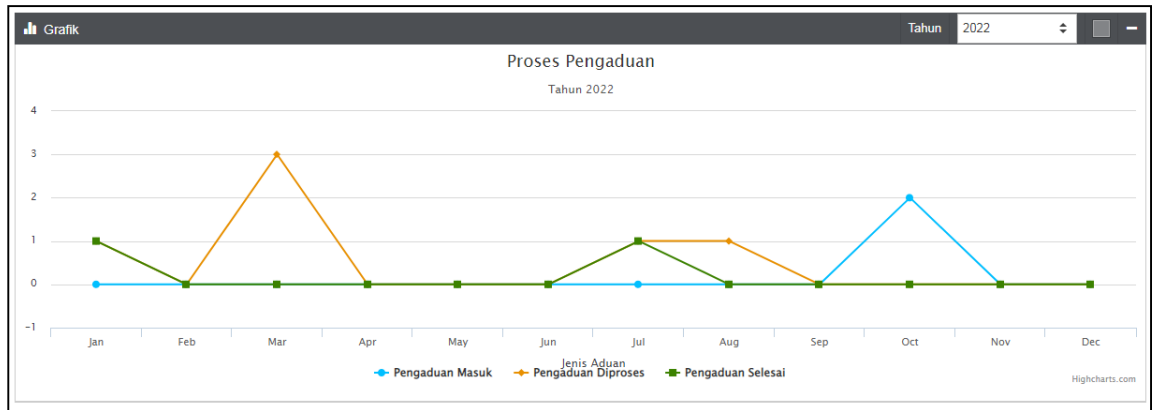 Grafik Tahun 2022
Proses Pengaduan
Tahun 2022
4
3
2
1
0
-1
Jan Feb Mar Apr May Jun Jul Aug Sep Oct Nov Dec
Jenis Aduan
Pengaduan Masuk Pengaduan Diproses Pengaduan Selesai
Highcharts.com